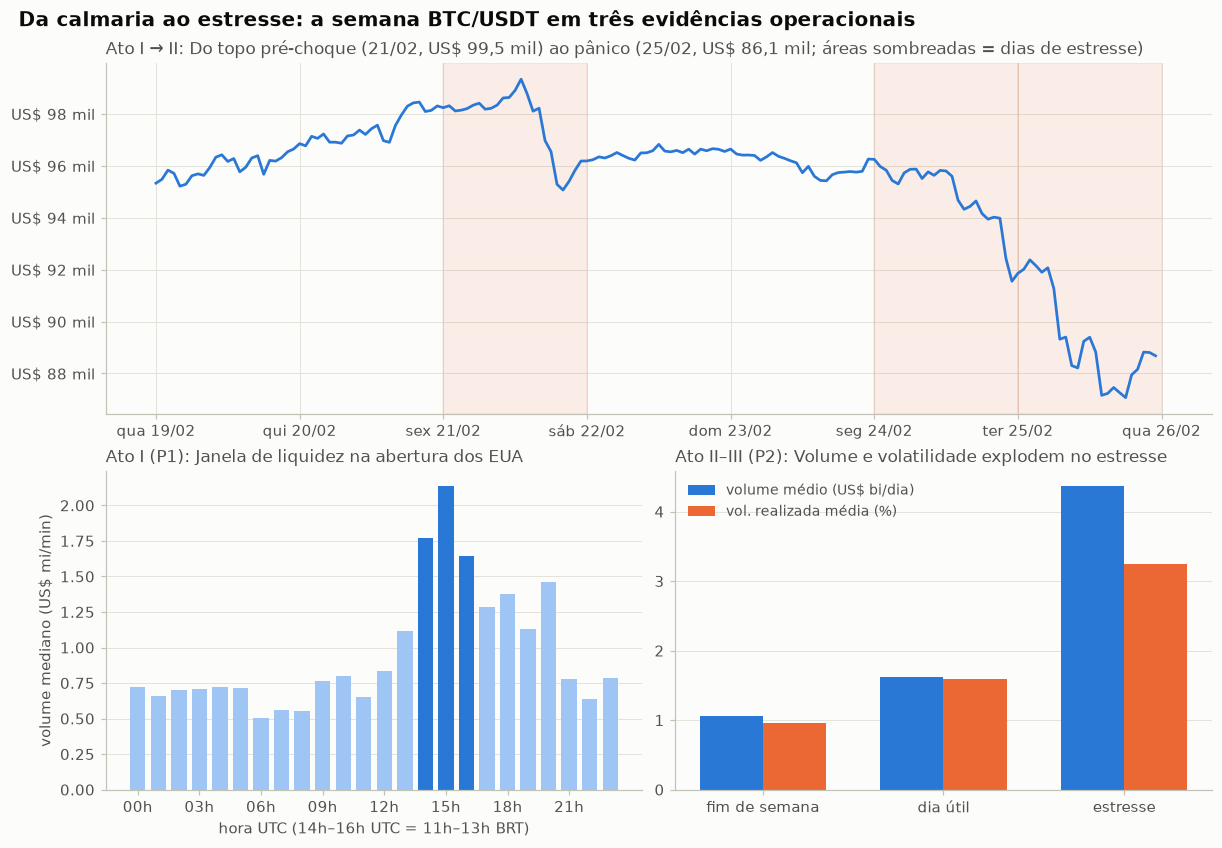 Da calmaria ao estresse: a semana BTC/USDT em três evidências operacionais
Ato I → II: Do topo pré-choque (21/02, US$ 99,5 mil) ao pânico (25/02, US$ 86,1 mil; áreas sombreadas = dias de estresse)
US$ 98 mil
US$ 96 mil
US$ 94 mil
US$ 92 mil
US$ 90 mil
US$ 88 mil
qua 19/02
qui 20/02
sex 21/02
sáb 22/02
dom 23/02
seg 24/02
ter 25/02
qua 26/02
Ato I (P1): Janela de liquidez na abertura dos EUA
volume mediano (US$ mi/min)
2.00
1.75
1.50
1.25
1.00
0.75
0.50
0.25
0.00
00h
03h
06h
09h
12h
15h
18h
21h
hora UTC (14h–16h UTC = 11h–13h BRT)
Ato II–III (P2): Volume e volatilidade explodem no estresse
volume médio (US$ bi/dia)
vol. realizada média (%)
4
3
2
1
0
fim de semana
dia útil
estresse